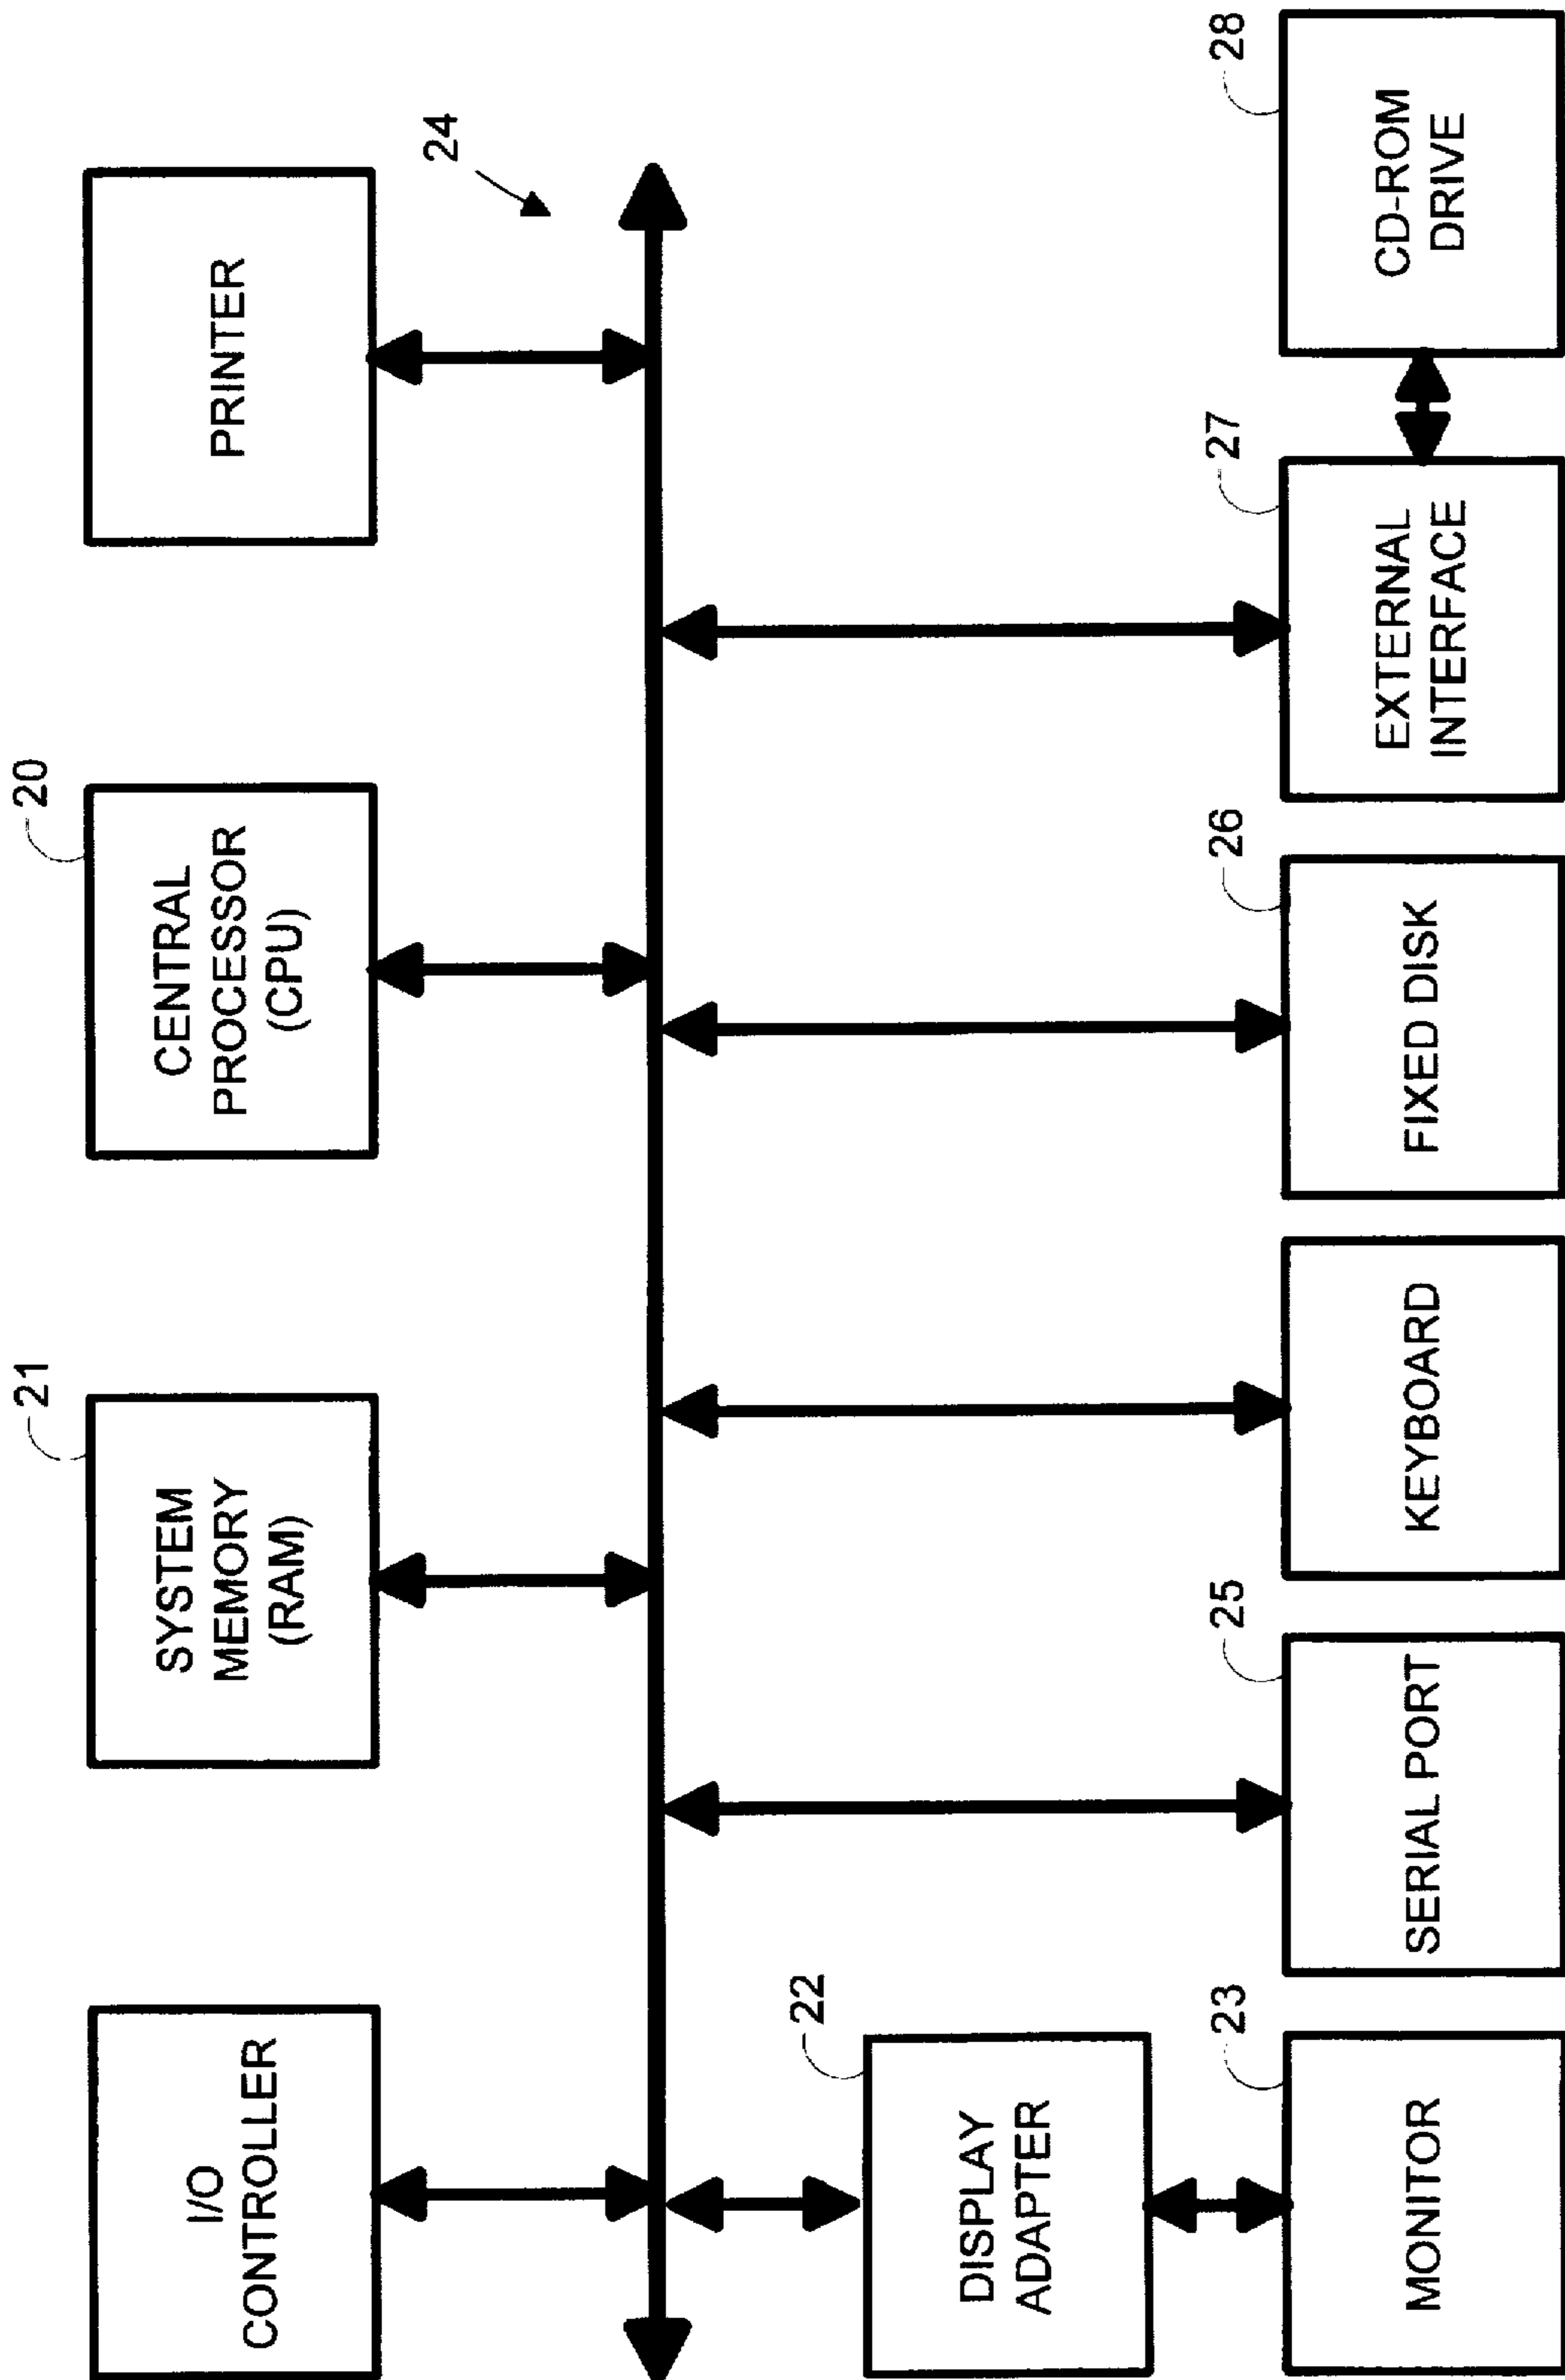 I/O
CONTROLLER
21
SYSTEM
MEMORY
(RAM)
20
CENTRAL
PROCESSOR
(CPU)
PRINTER
24
22
DISPLAY
ADAPTER
23
MONITOR
25
SERIAL PORT
KEYBOARD
26
FIXED DISK
27
EXTERNAL
INTERFACE
28
CD-ROM
DRIVE